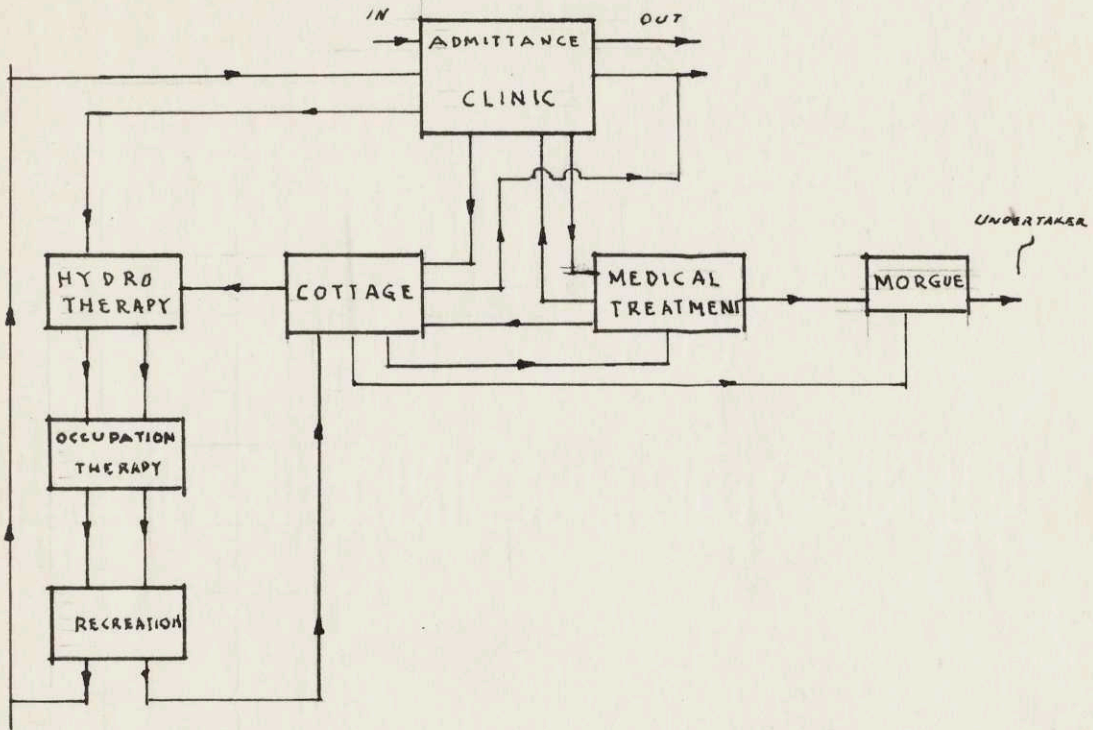 IN
OUT
ADMITTANCE
CLINIC
UNDERTAKER
HYDRO
THERAPY
COTTAGE
MEDICAL
TREATMENT
MORGUE
OCCUPATION
THERAPY
RECREATION